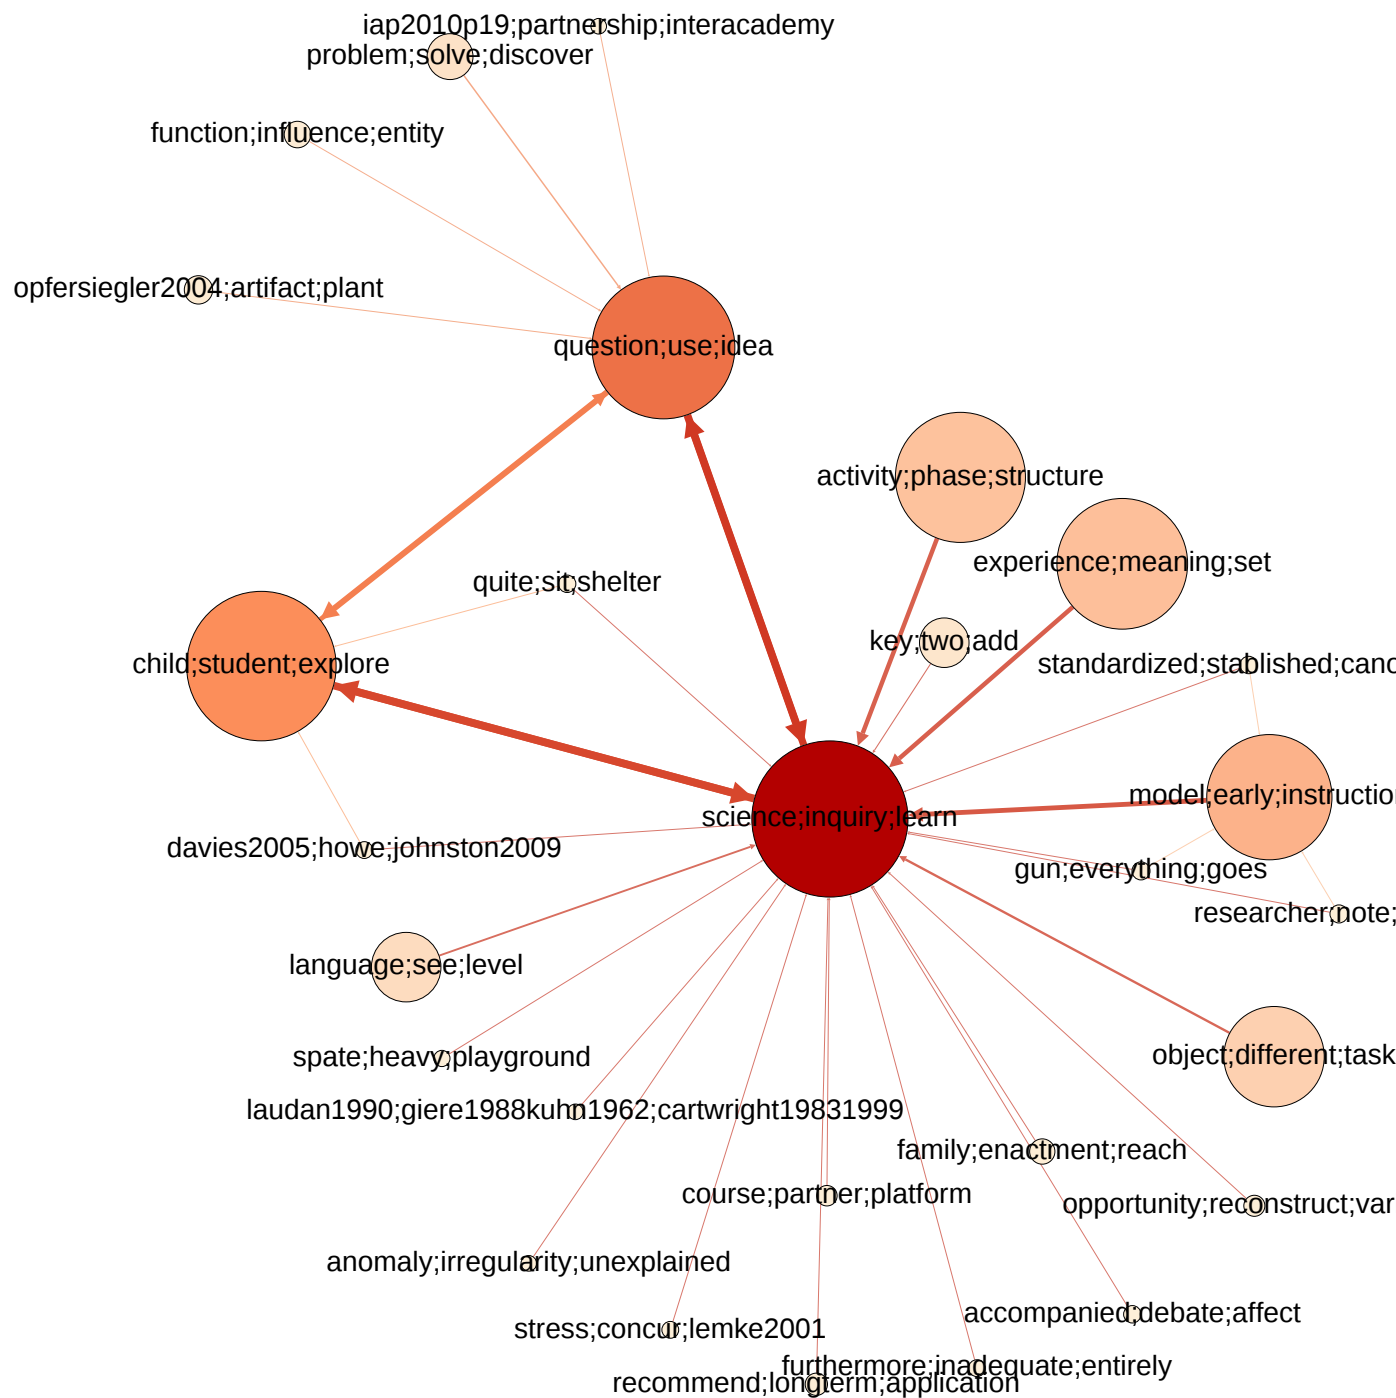 iap2010p19;partnership;interacademy
problem;solve;discover
function;influence;entity
opfersiegler2004;artifact;plant
question;use;idea
activity;phase;structure
experience;meaning;set
quite;sit;shelter
key;two;add
child;student;explore
standardized;stablished;cano
model;early;instruction
science;inquiry;learn
davies2005;howe;johnston2009
gun;everything;goes
researcher;note;
language;see;level
spate;heavy;playground
object;different;task
laudan1990;giere1988kuhn1962;cartwright19831999
family;enactment;reach
course;partner;platform
opportunity;reconstruct;var
anomaly;irregularity;unexplained
accompanied;debate;affect
stress;concur;lemke2001
furthermore;inadequate;entirely
recommend;longterm;application